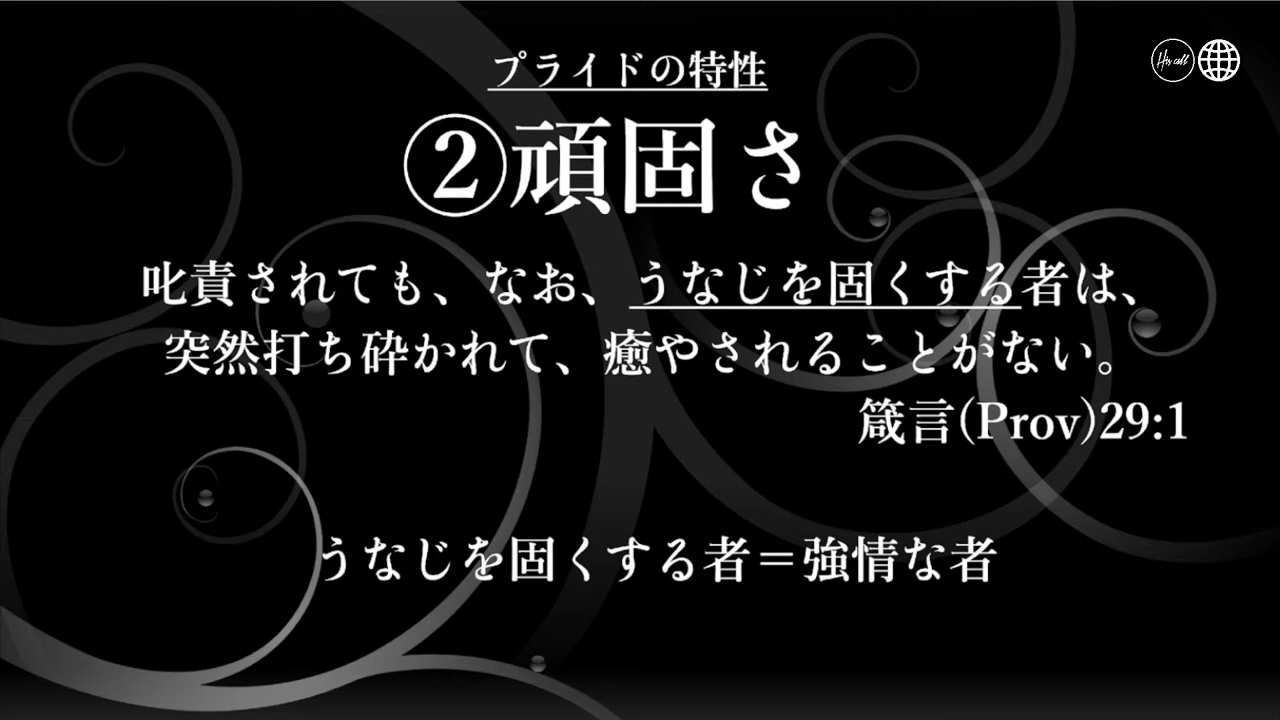 プライドの特性
His call
②頑固さ
叱責されても、なお、うなじを固くする者は、
突然打ち砕かれて、癒やされることがない。
箴言(Prov)29:1
うなじを固くする者＝強情な者